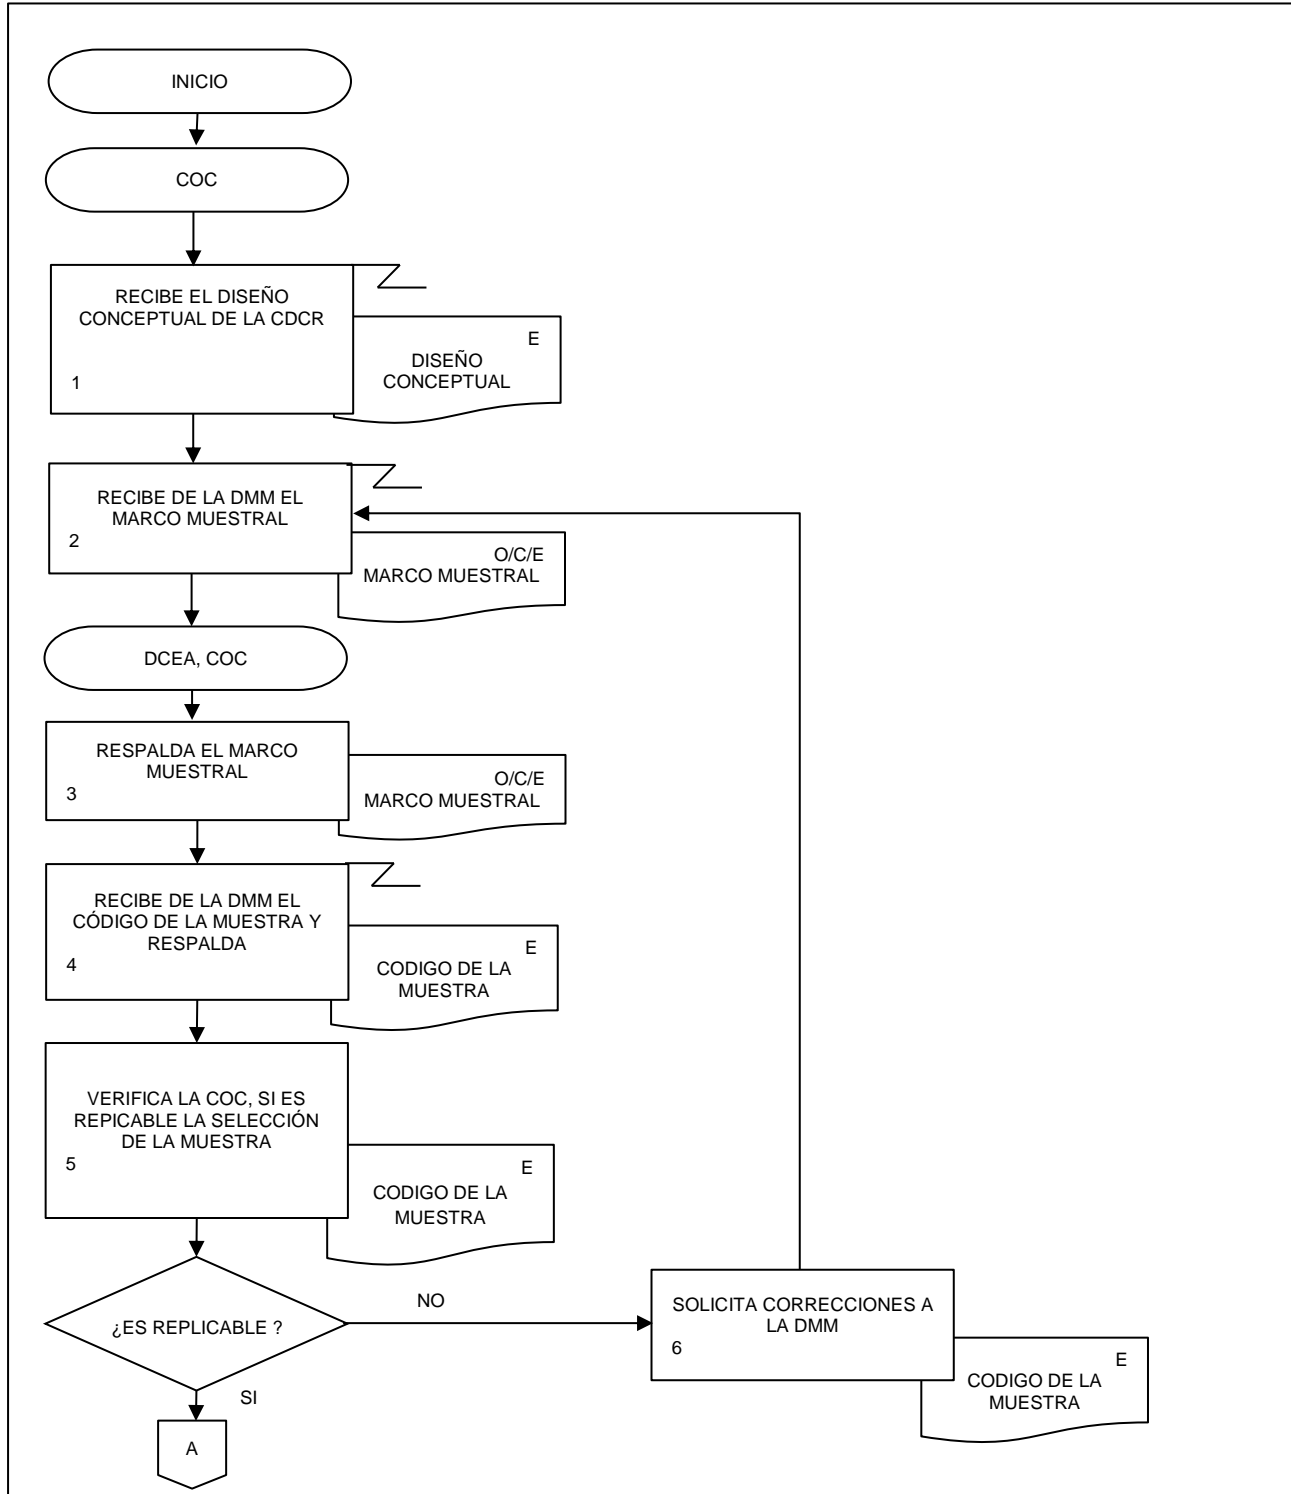 INICIO
COC
RECIBE EL DISEÑO
CONCEPTUAL DE LA CDCR
1
E
DISEÑO
CONCEPTUAL
RECIBE DE LA DMM EL
MARCO MUESTRAL
2
O/C/E
MARCO MUESTRAL
DCEA, COC
RESPALDA EL MARCO
MUESTRAL
3
O/C/E
MARCO MUESTRAL
RECIBE DE LA DMM EL
CÓDIGO DE LA MUESTRA Y
RESPALDA
4
E
CODIGO DE LA
MUESTRA
VERIFICA LA COC, SI ES
REPICABLE LA SELECCIÓN
DE LA MUESTRA
5
E
CODIGO DE LA
MUESTRA
¿ES REPLICABLE ?
NO
SOLICITA CORRECCIONES A
LA DMM
6
E
CODIGO DE LA
MUESTRA
SI
A